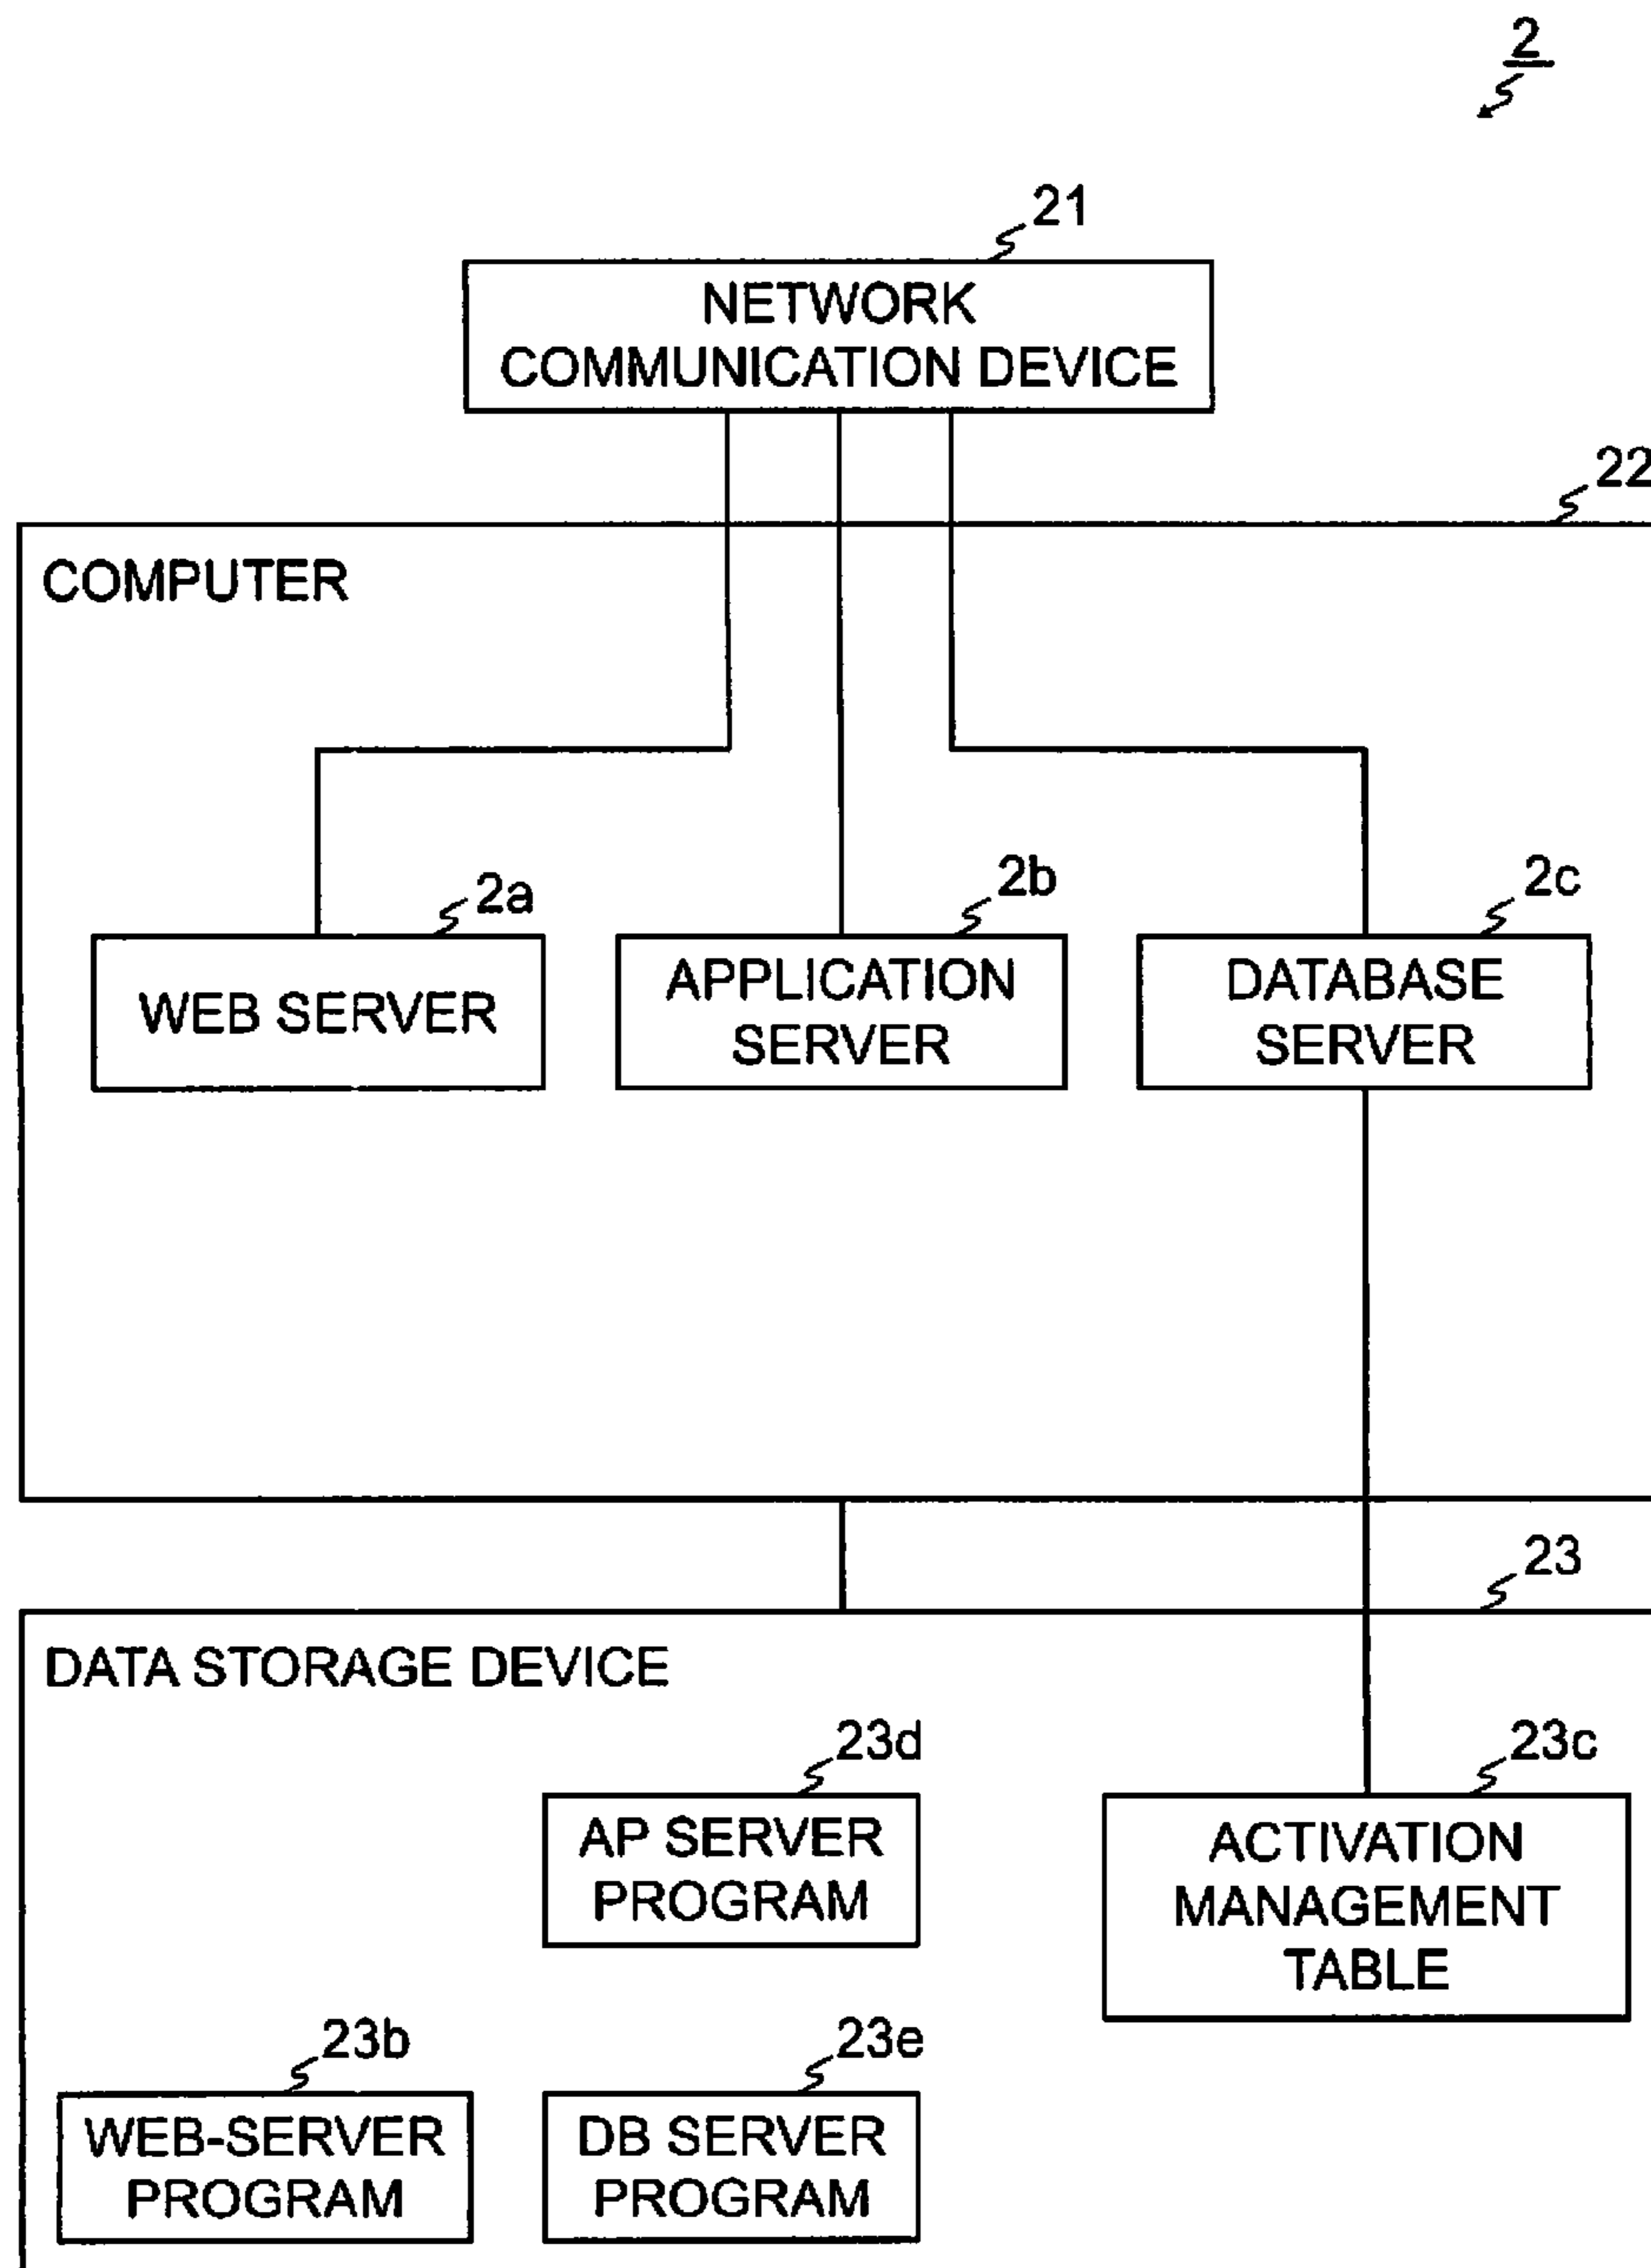 2
21
NETWORK
COMMUNICATION DEVICE
22
COMPUTER
2a
WEB SERVER
2b
APPLICATION
SERVER
2c
DATABASE
SERVER
23
DATA STORAGE DEVICE
23d
AP SERVER
PROGRAM
23c
ACTIVATION
MANAGEMENT
TABLE
23b
WEB-SERVER
PROGRAM
23e
DB SERVER
PROGRAM